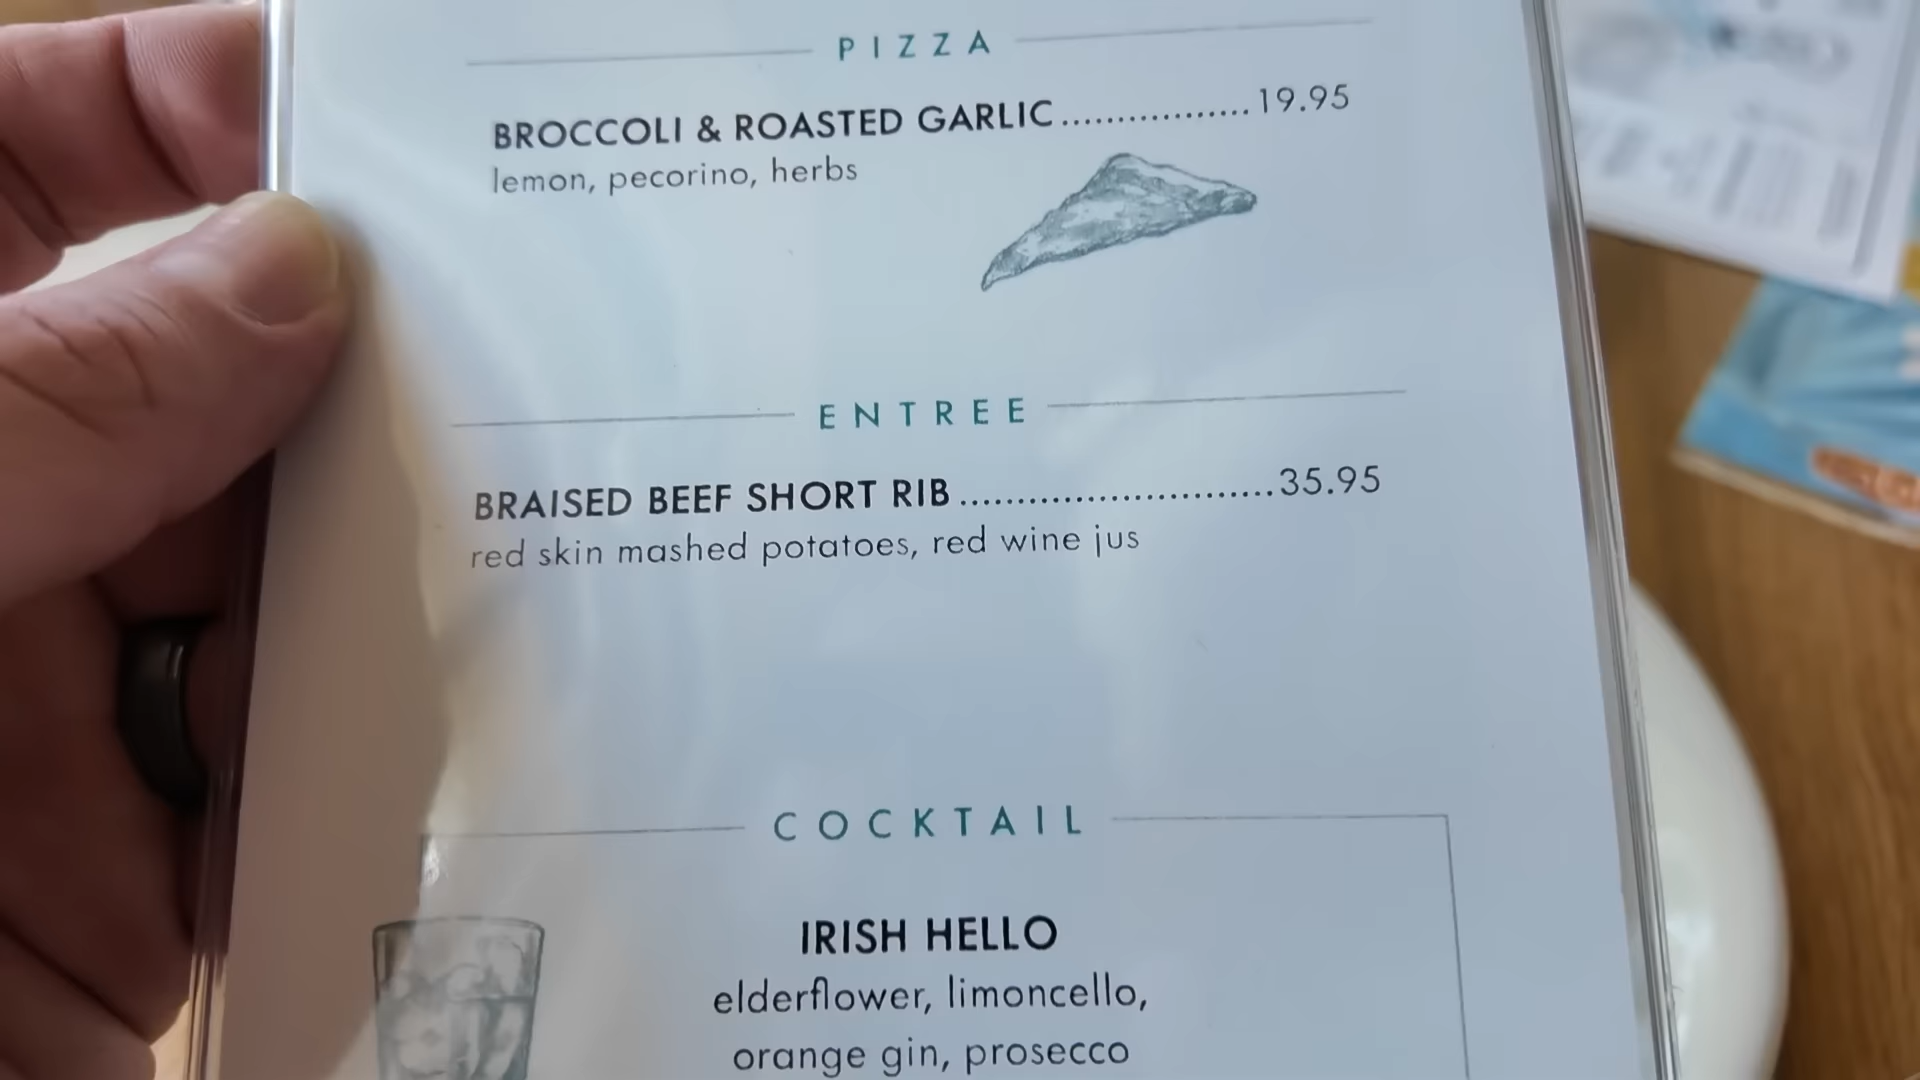 PIZZA
BROCCOLI & ROASTED GARLIC.................19.95
lemon, pecorino, herbs
ENTREE
BRAISED BEEF SHORT RIB............................35.95
red skin mashed potatoes, red wine jus
COCKTAIL
IRISH HELLO
elderflower, limoncello,
orange gin, prosecco